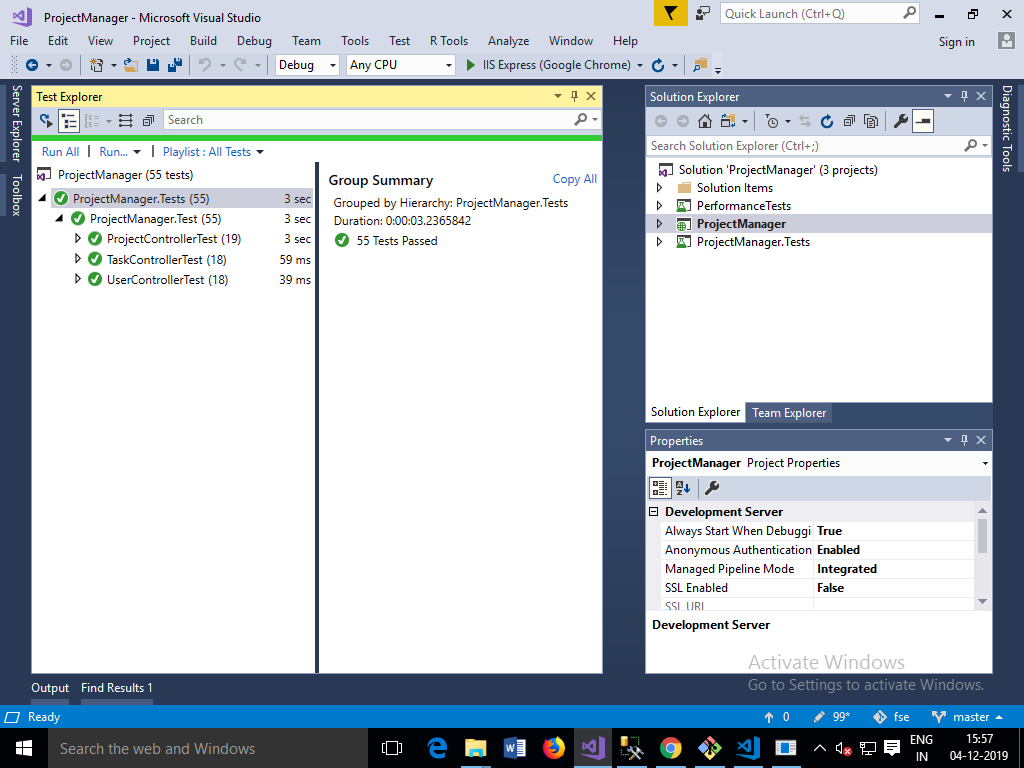 ProjectManager - Microsoft Visual Studio
Quick Launch (Ctrl+Q)
File Edit View Project Build Debug Team Tools Test R Tools Analyze Window Help
Sign in
Debug Any CPU IIS Express (Google Chrome)
Server Explorer
Toolbox
Test Explorer
Search
Run All | Run... | Playlist : All Tests
ProjectManager (55 tests)
ProjectManager.Tests (55) 3 sec
ProjectManager.Test (55) 3 sec
ProjectControllerTest (19) 3 sec
TaskControllerTest (18) 59 ms
UserControllerTest (18) 39 ms
Group Summary
Copy All
Grouped by Hierarchy: ProjectManager.Tests
Duration: 0:00:03.2365842
55 Tests Passed
Solution Explorer
Search Solution Explorer (Ctrl+;)
Solution 'ProjectManager' (3 projects)
Solution Items
PerformanceTests
ProjectManager
ProjectManager.Tests
Solution Explorer Team Explorer
Diagnostic Tools
Properties
ProjectManager Project Properties
Development Server
Always Start When Debuggi True
Anonymous Authentication Enabled
Managed Pipeline Mode Integrated
SSL Enabled False
SSL URL
Development Server
Activate Windows
Go to Settings to activate Windows.
Output Find Results 1
Ready
0 99* fse master
Search the web and Windows
ENG
IN
15:57
04-12-2019